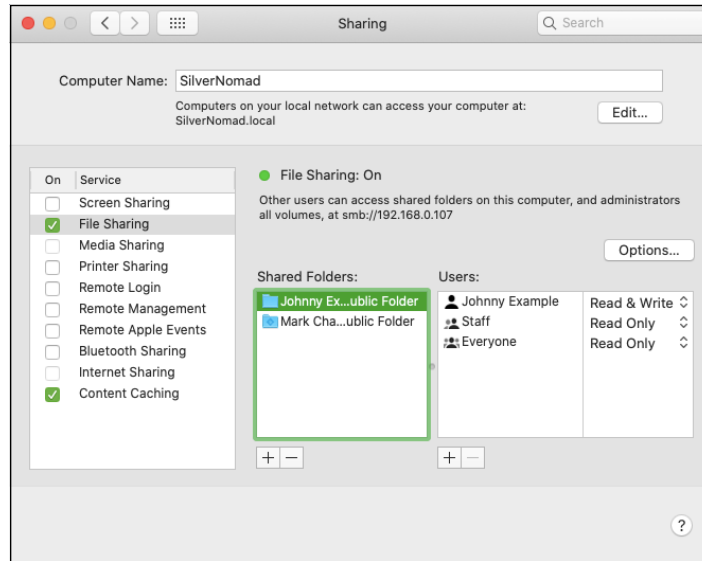 Sharing
Search
Computer Name: SilverNomad
Computers on your local network can access your computer at:
SilverNomad.local
Edit...
On Service
Screen Sharing
File Sharing
Media Sharing
Printer Sharing
Remote Login
Remote Management
Remote Apple Events
Bluetooth Sharing
Internet Sharing
Content Caching
File Sharing: On
Other users can access shared folders on this computer, and administrators
all volumes, at smb://192.168.0.107
Options...
Shared Folders:
Johnny Ex...ublic Folder
Mark Cha...ublic Folder
Users:
Johnny Example Read & Write
Staff Read Only
Everyone Read Only
+ −
+ −
?